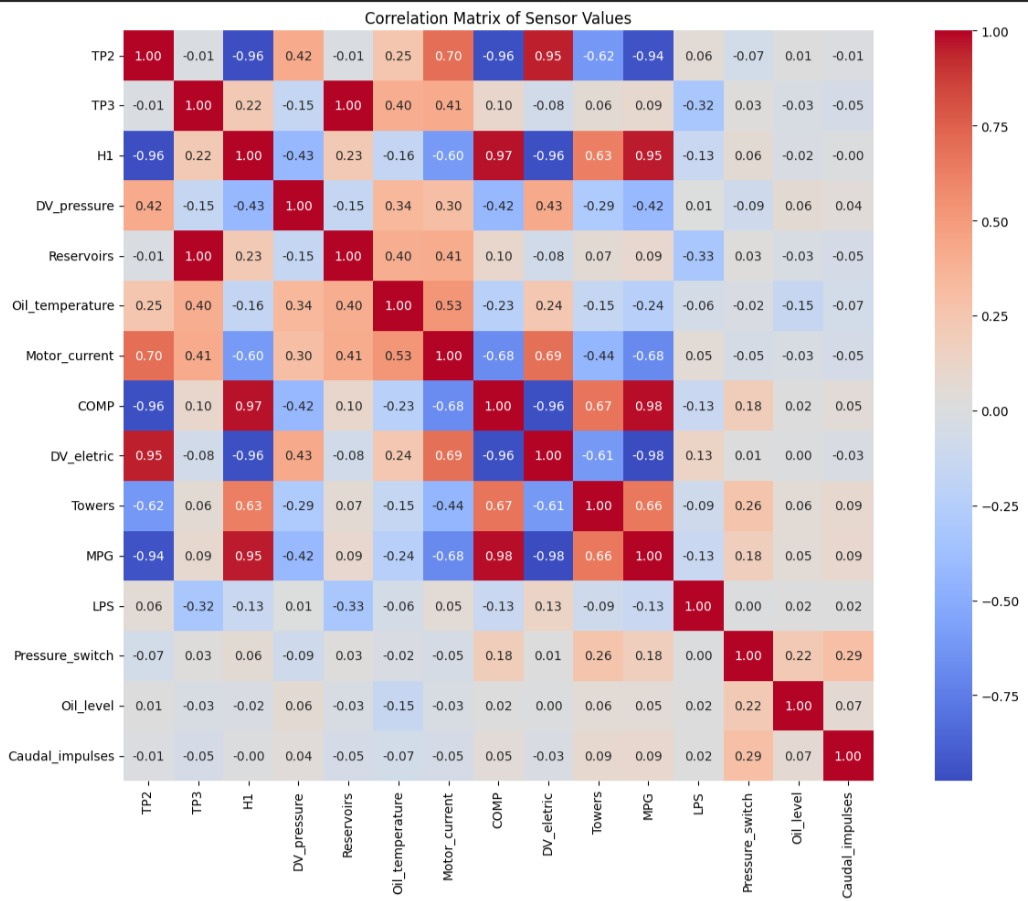 Correlation Matrix of Sensor Values
TP2 1.00 -0.01 -0.96 0.42 -0.01 0.25 0.70 -0.96 0.95 -0.62 -0.94 0.06 -0.07 0.01 -0.01
TP3 -0.01 1.00 0.22 -0.15 1.00 0.40 0.41 0.10 -0.08 0.06 0.09 -0.32 0.03 -0.03 -0.05
H1 -0.96 0.22 1.00 -0.43 0.23 -0.16 -0.60 0.97 -0.96 0.63 0.95 -0.13 0.06 -0.02 -0.00
DV_pressure 0.42 -0.15 -0.43 1.00 -0.15 0.34 0.30 -0.42 0.43 -0.29 -0.42 0.01 -0.09 0.06 0.04
Reservoirs -0.01 1.00 0.23 -0.15 1.00 0.40 0.41 0.10 -0.08 0.07 0.09 -0.33 0.03 -0.03 -0.05
Oil_temperature 0.25 0.40 -0.16 0.34 0.40 1.00 0.53 -0.23 0.24 -0.15 -0.24 -0.06 -0.02 -0.15 -0.07
Motor_current 0.70 0.41 -0.60 0.30 0.41 0.53 1.00 -0.68 0.69 -0.44 -0.68 0.05 -0.05 -0.03 -0.05
COMP -0.96 0.10 0.97 -0.42 0.10 -0.23 -0.68 1.00 -0.96 0.67 0.98 -0.13 0.18 0.02 0.05
DV_eletric 0.95 -0.08 -0.96 0.43 -0.08 0.24 0.69 -0.96 1.00 -0.61 -0.98 0.13 0.01 0.00 -0.03
Towers -0.62 0.06 0.63 -0.29 0.07 -0.15 -0.44 0.67 -0.61 1.00 0.66 -0.09 0.26 0.06 0.09
MPG -0.94 0.09 0.95 -0.42 0.09 -0.24 -0.68 0.98 -0.98 0.66 1.00 -0.13 0.18 0.05 0.09
LPS 0.06 -0.32 -0.13 0.01 -0.33 -0.06 0.05 -0.13 0.13 -0.09 -0.13 1.00 0.00 0.02 0.02
Pressure_switch -0.07 0.03 0.06 -0.09 0.03 -0.02 -0.05 0.18 0.01 0.26 0.18 0.00 1.00 0.22 0.29
Oil_level 0.01 -0.03 -0.02 0.06 -0.03 -0.15 -0.03 0.02 0.00 0.06 0.05 0.02 0.22 1.00 0.07
Caudal_impulses -0.01 -0.05 -0.00 0.04 -0.05 -0.07 -0.05 0.05 -0.03 0.09 0.09 0.02 0.29 0.07 1.00
TP2
TP3
H1
DV_pressure
Reservoirs
Oil_temperature
Motor_current
COMP
DV_eletric
Towers
MPG
LPS
Pressure_switch
Oil_level
Caudal_impulses
1.00
0.75
0.50
0.25
0.00
−0.25
−0.50
−0.75